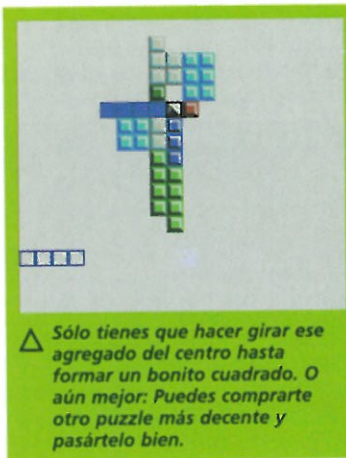 Sólo tienes que hacer girar ese
agregado del centro hasta
formar un bonito cuadrado. O
aún mejor: Puedes comprarte
otro puzzle más decente y
pasártelo bien.